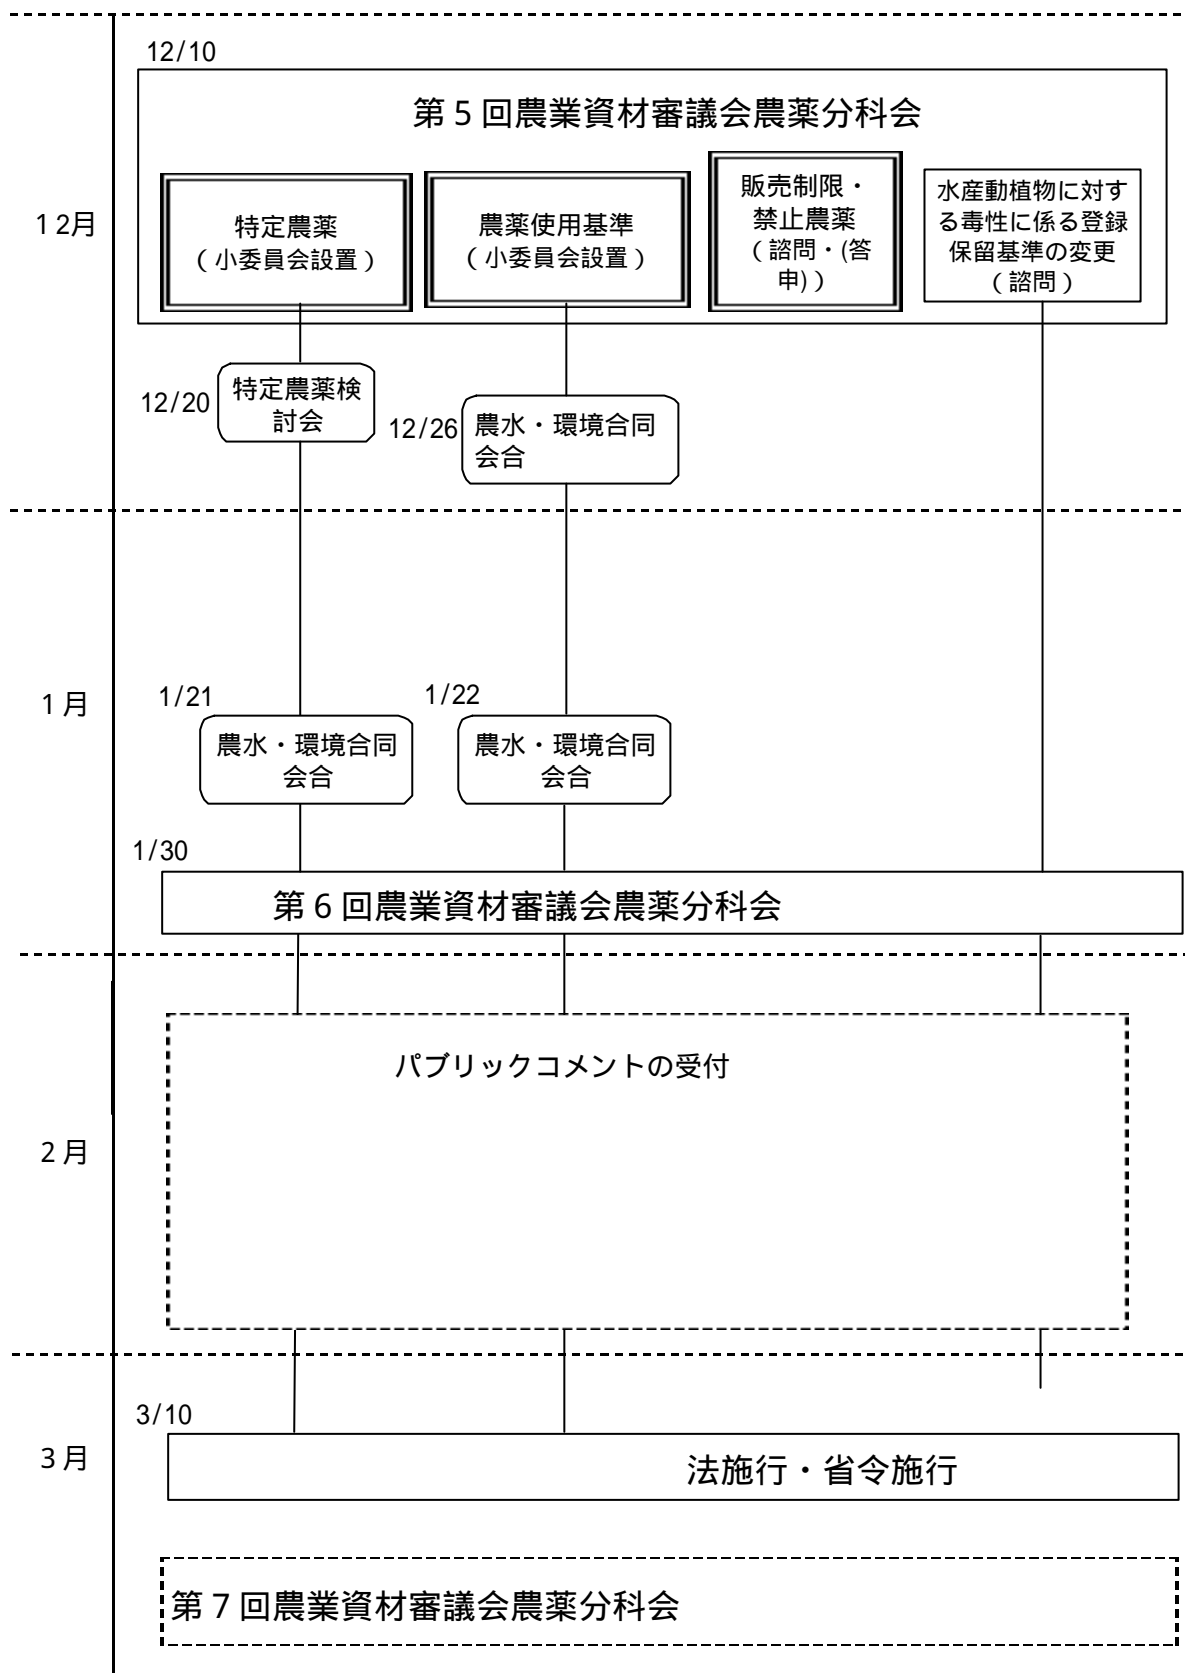 12/10
第5回農業資材審議会農薬分科会
12月
特定農薬
(小委員会設置)
農薬使用基準
(小委員会設置)
販売制限・
禁止農薬
(諮問・(答
申))
水産動植物に対す
る毒性に係る登録
保留基準の変更
(諮問)
12/20
特定農薬検
討会
12/26
農水・環境合同
会合
1月
1/21
農水・環境合同
会合
1/22
農水・環境合同
会合
1/30
第6回農業資材審議会農薬分科会
2月
パブリックコメントの受付
3月
3/10
法施行・省令施行
第7回農業資材審議会農薬分科会